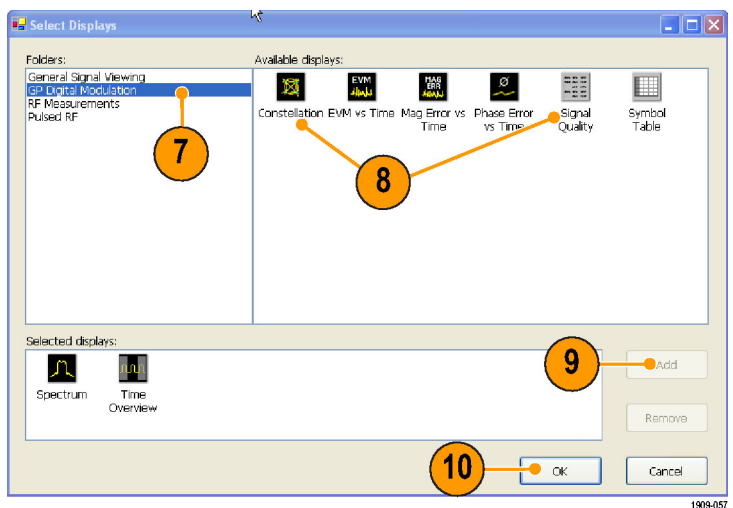 Select Displays
Folders:
General Signal Viewing
GP Digital Modulation
RF Measurements
Pulsed RF
7
Available displays:
EVM
MAG
ERR
Constellation EVM vs Time Mag Error vs Phase Error Signal Symbol
Time vs Time Quality Table
8
Selected displays:
Spectrum Time
Overview
9
Add
Remove
10
OK
Cancel
1909-057